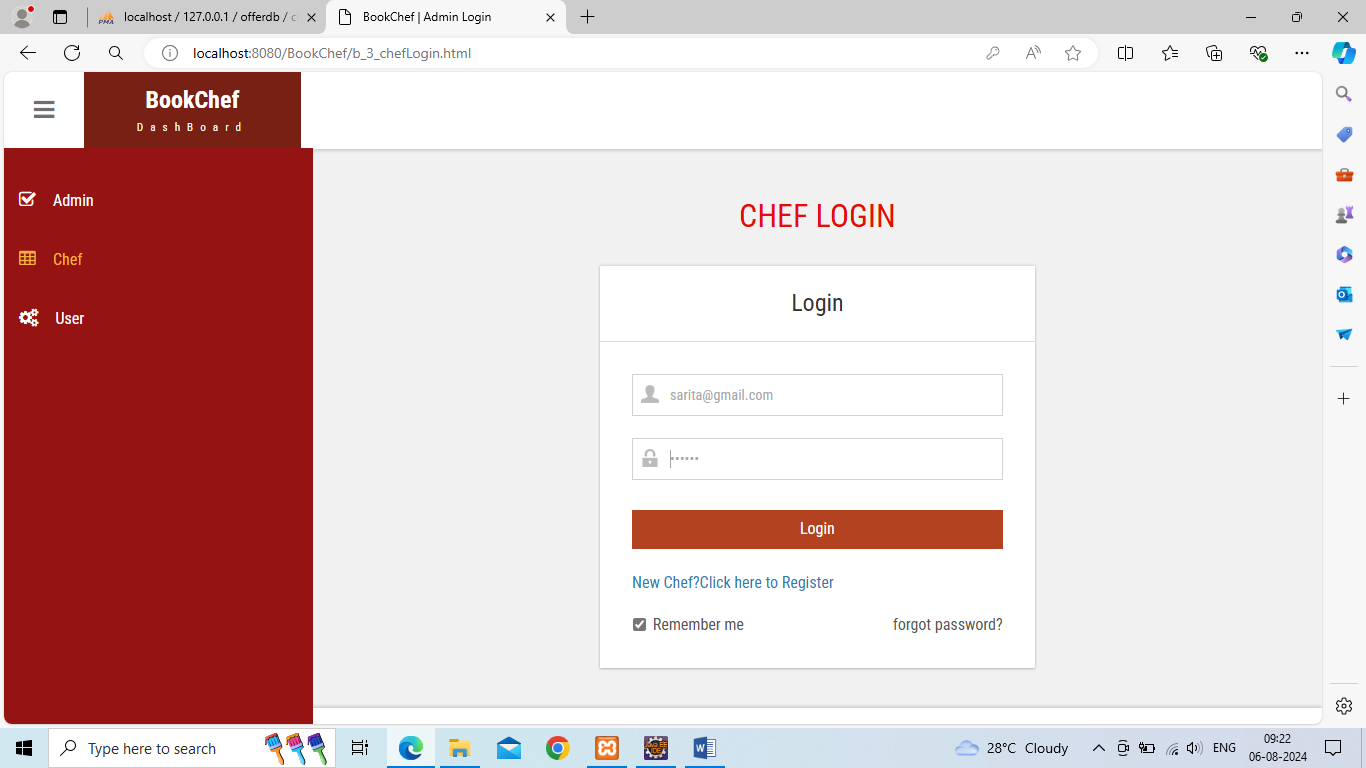 localhost / 127.0.0.1 / offerdb / c
BookChef | Admin Login
localhost:8080/BookChef/b_3_chefLogin.html
BookChef
DashBoard
Admin
Chef
User
CHEF LOGIN
Login
sarita@gmail.com
••••••
Login
New Chef?Click here to Register
Remember me
forgot password?
Type here to search
28°C Cloudy
ENG
09:22
06-08-2024